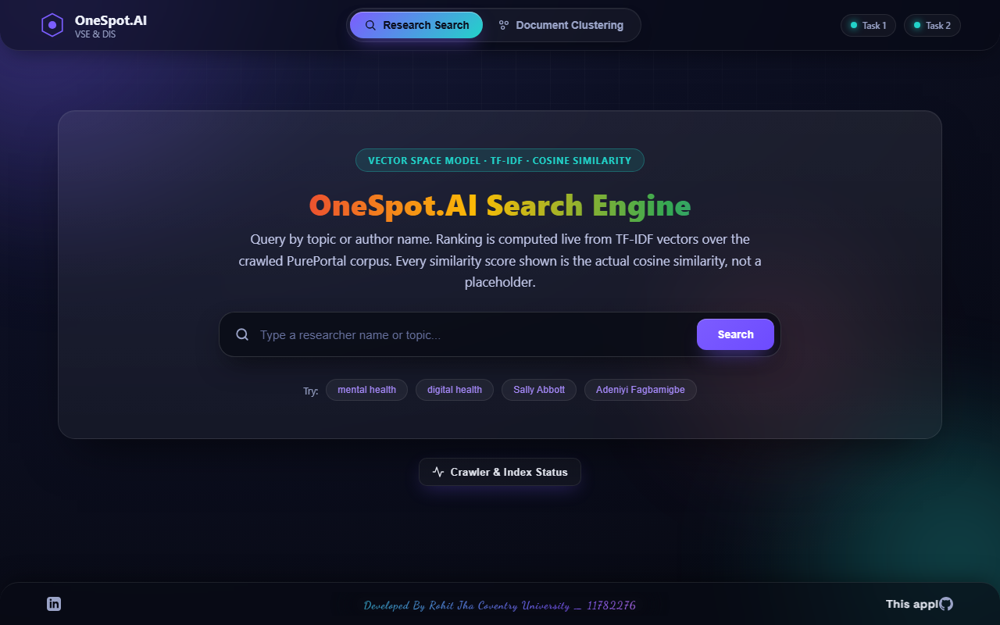 OneSpot.AI
VSE & DIS
Research Search
Document Clustering
Task 1
Task 2
VECTOR SPACE MODEL · TF-IDF · COSINE SIMILARITY
OneSpot.AI Search Engine
Query by topic or author name. Ranking is computed live from TF-IDF vectors over the
crawled PurePortal corpus. Every similarity score shown is the actual cosine similarity, not a
placeholder.
Type a researcher name or topic...
Search
Try:
mental health
digital health
Sally Abbott
Adeniyi Fagbamigbe
Crawler & Index Status
in
Developed By Rohit Jha Coventry University _ 11782276
This appl